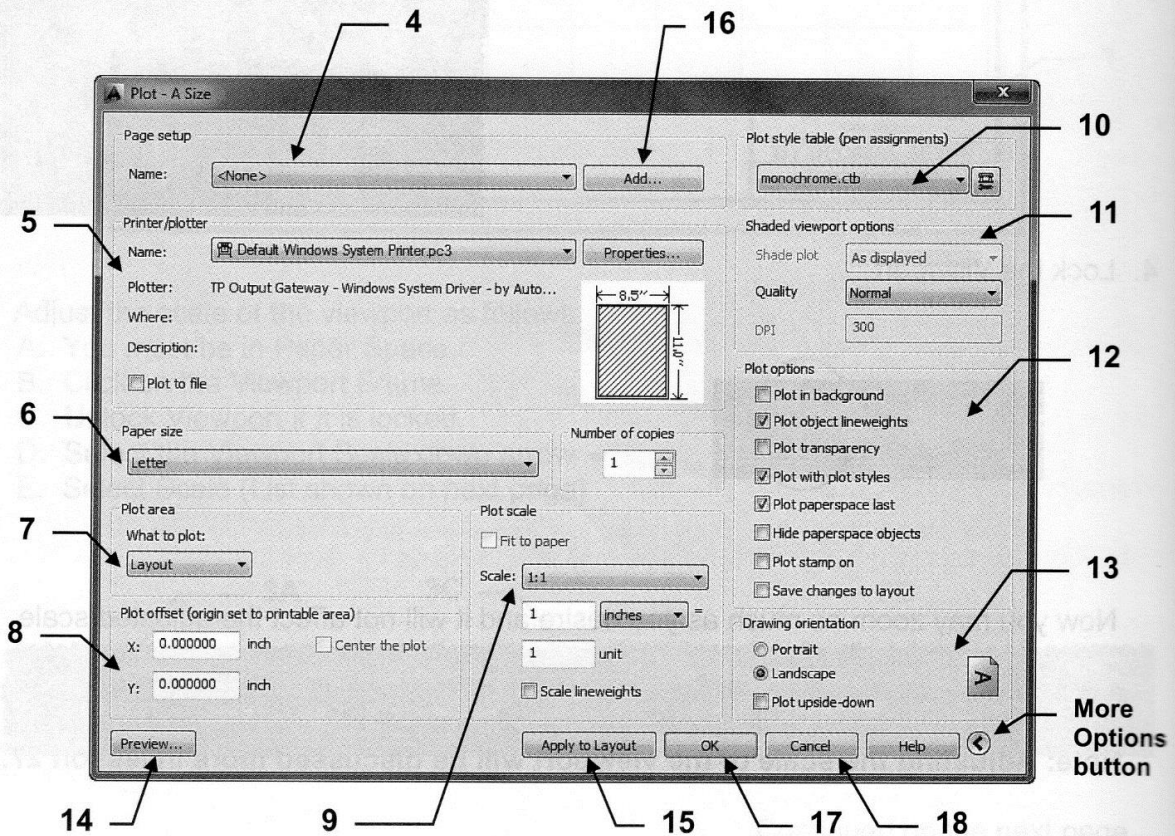 4
16
Plot - A Size
X
Page setup
Name: <None> Add...
Plot style table (pen assignments)
monochrome.ctb
10
5
Printer/plotter
Name: Default Windows System Printer.pc3 Properties...
Plotter: TP Output Gateway - Windows System Driver - by Auto...
Where:
Description:
Plot to file
8.5"
11.0"
Shaded viewport options
Shade plot As displayed
Quality Normal
DPI 300
11
6
Paper size
Letter
Number of copies
1
Plot options
Plot in background
Plot object lineweights
Plot transparency
Plot with plot styles
Plot paperspace last
Hide paperspace objects
Plot stamp on
Save changes to layout
12
7
Plot area
What to plot:
Layout
Plot scale
Fit to paper
Scale: 1:1
1 inches =
1 unit
Scale lineweights
8
Plot offset (origin set to printable area)
X: 0.000000 inch Center the plot
Y: 0.000000 inch
13
Drawing orientation
Portrait
Landscape
Plot upside-down
A
Preview... Apply to Layout OK Cancel Help <
More
Options
button
14
9
15
17
18
4. Lock
Now you